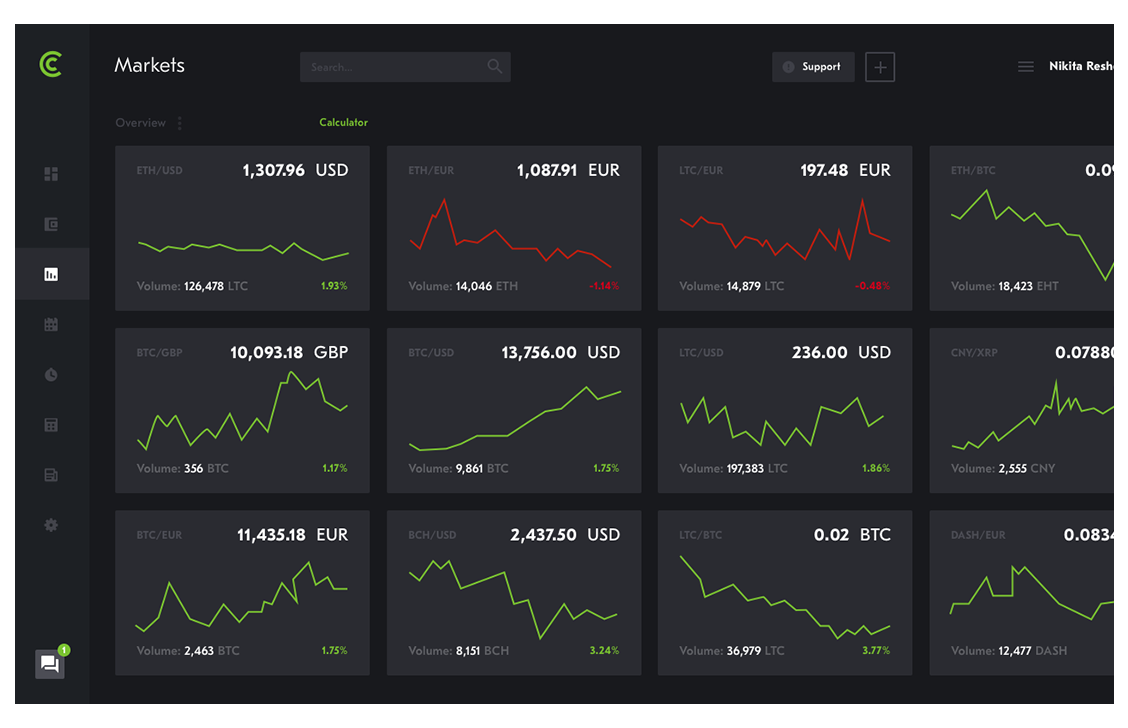 Markets
Search...
Support
Nikita
Overview
Calculator
ETH/USD 1,307.96 USD
Volume: 126,478 LTC 1.93%
ETH/EUR 1,087.91 EUR
Volume: 14,046 ETH -1.14%
LTC/EUR 197.48 EUR
Volume: 14,879 LTC -0.48%
ETH/BTC
Volume: 18,423 EHT
BTC/GBP 10,093.18 GBP
Volume: 356 BTC 1.17%
BTC/USD 13,756.00 USD
Volume: 9,861 BTC 1.75%
LTC/USD 236.00 USD
Volume: 197,383 LTC 1.86%
CNY/XRP 0.0788
Volume: 2,555 CNY
BTC/EUR 11,435.18 EUR
Volume: 2,463 BTC 1.75%
BCH/USD 2,437.50 USD
Volume: 8,151 BCH 3.24%
LTC/BTC 0.02 BTC
Volume: 36,979 LTC 3.77%
DASH/EUR 0.083
Volume: 12,477 DASH
1